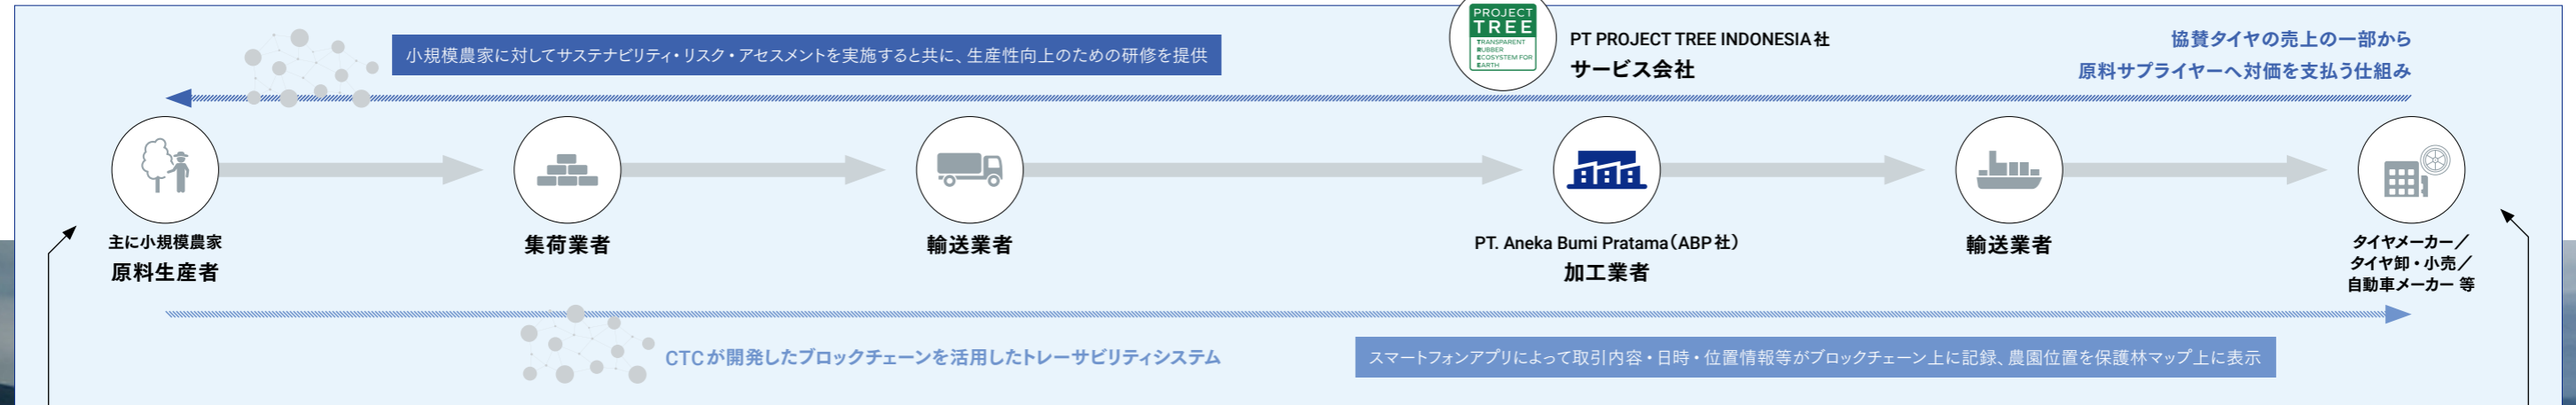 小規模農家に対してサステナビリティ・リスク・アセスメントを実施すると共に、生産性向上のための研修を提供
PROJECT
TREE
TRANSPARENT
RUBBER
ECOSYSTEM FOR
EARTH
PT PROJECT TREE INDONESIA社
サービス会社
協賛タイヤの売上の一部から
原料サプライヤーへ対価を支払う仕組み
主に小規模農家
原料生産者
集荷業者
輸送業者
PT. Aneka Bumi Pratama（ABP社）
加工業者
輸送業者
タイヤメーカー／
タイヤ卸・小売／
自動車メーカー 等
CTCが開発したブロックチェーンを活用したトレーサビリティシステム
スマートフォンアプリによって取引内容・日時・位置情報等がブロックチェーン上に記録、農園位置を保護林マップ上に表示